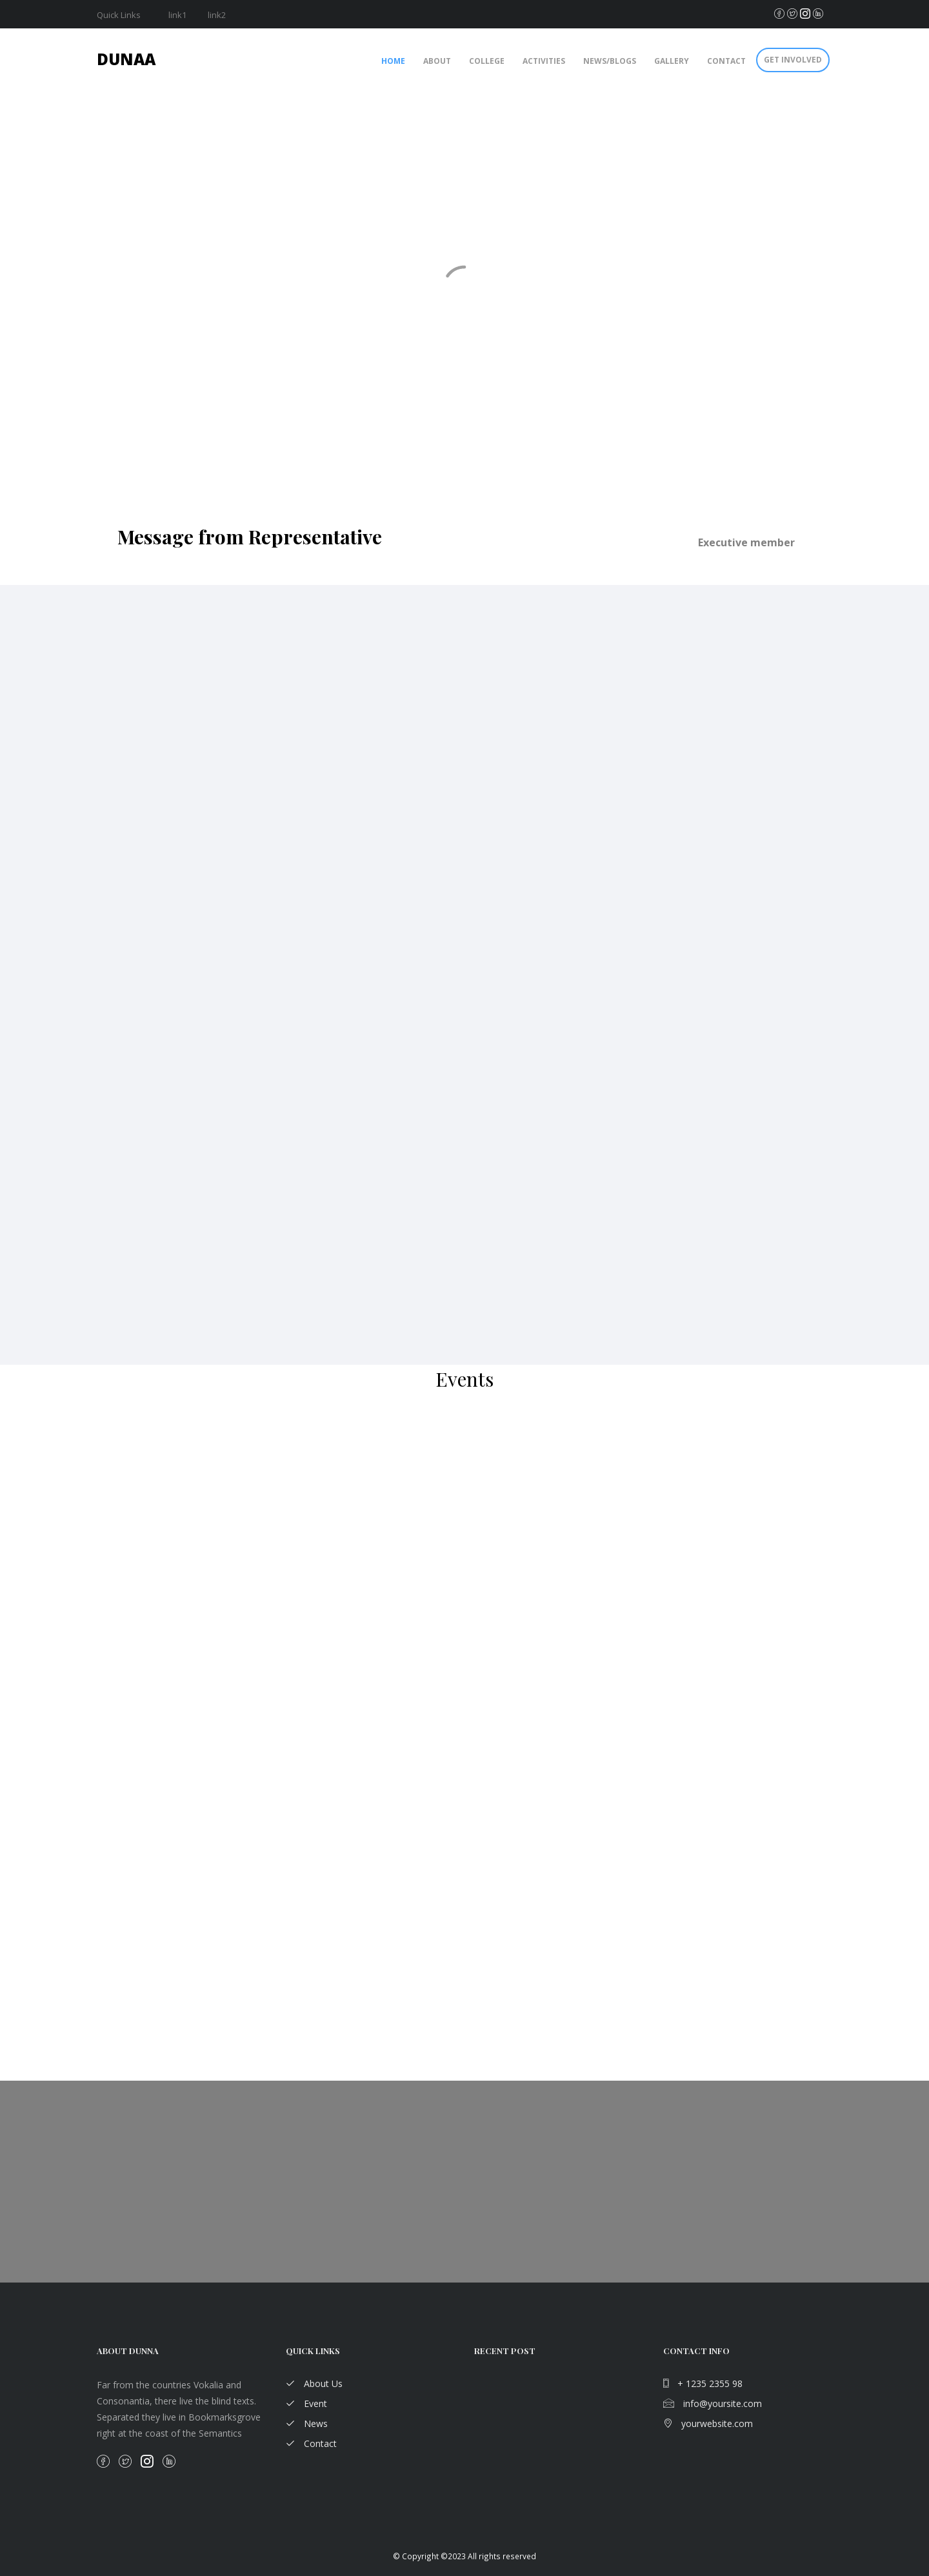 Quick Links link1 link2
DUNAA
HOME ABOUT COLLEGE ACTIVITIES NEWS/BLOGS GALLERY CONTACT GET INVOLVED
Message from Representative
Executive member
Events
ABOUT DUNNA
Far from the countries Vokalia and
Consonantia, there live the blind texts.
Separated they live in Bookmarksgrove
right at the coast of the Semantics
QUICK LINKS
About Us
Event
News
Contact
RECENT POST
CONTACT INFO
+ 1235 2355 98
info@yoursite.com
yourwebsite.com
© Copyright ©2023 All rights reserved